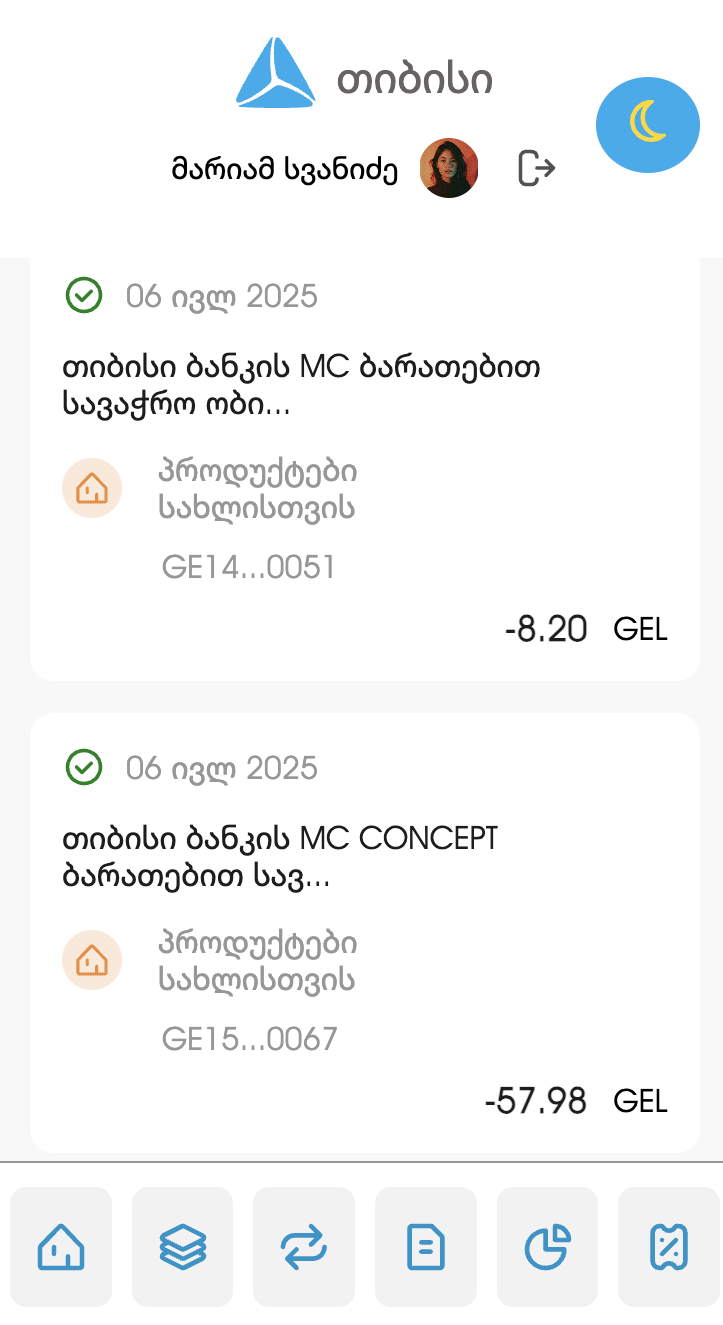 თიბისი
მარიამ სვანიძე
06 ივლ 2025
თიბისი ბანკის MC ბარათებით
სავაჭრო ობი...
პროდუქტები
სახლისთვის
GE14...0051
-8.20 GEL
06 ივლ 2025
თიბისი ბანკის MC CONCEPT
ბარათებით სავ...
პროდუქტები
სახლისთვის
GE15...0067
-57.98 GEL